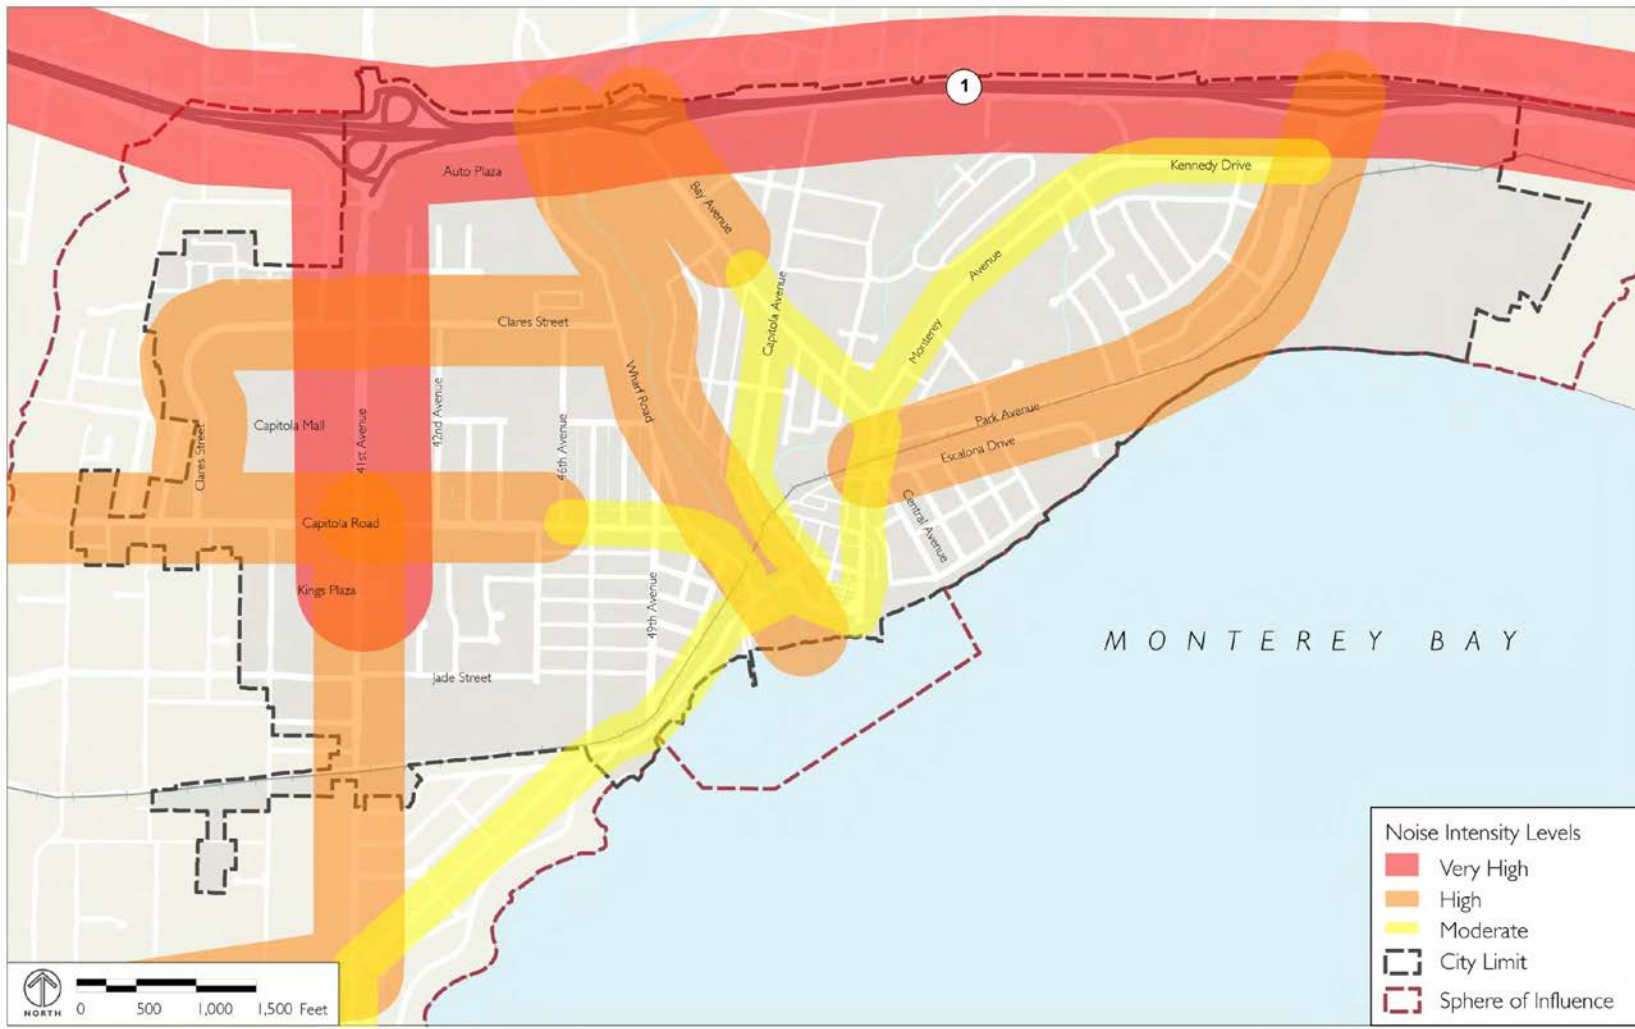 1
Auto Plaza
Kennedy Drive
Bay Avenue
Avenue
Capitola Avenue
Clares Street
Monterey
Wharf Road
42nd Avenue
41st Avenue
46th Avenue
Capitola Mall
Clares Street
Park Avenue
Escalona Drive
Central Avenue
Capitola Road
Kings Plaza
49th Avenue
MONTEREY BAY
Jade Street
Noise Intensity Levels
Very High
High
Moderate
City Limit
Sphere of Influence
NORTH
0 500 1,000 1,500 Feet